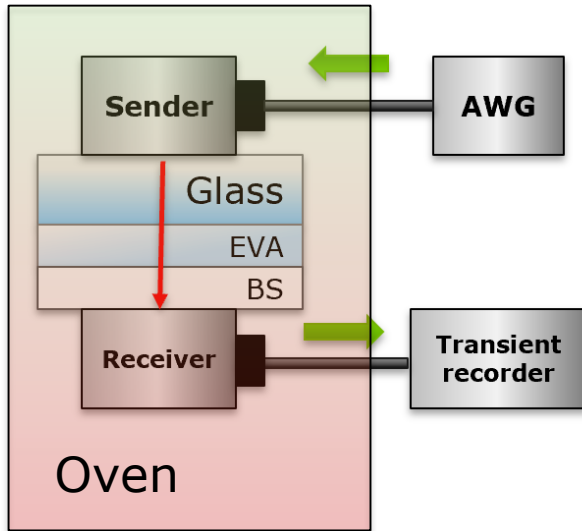 Sender
AWG
Glass
EVA
BS
Receiver
Transient
recorder
Oven